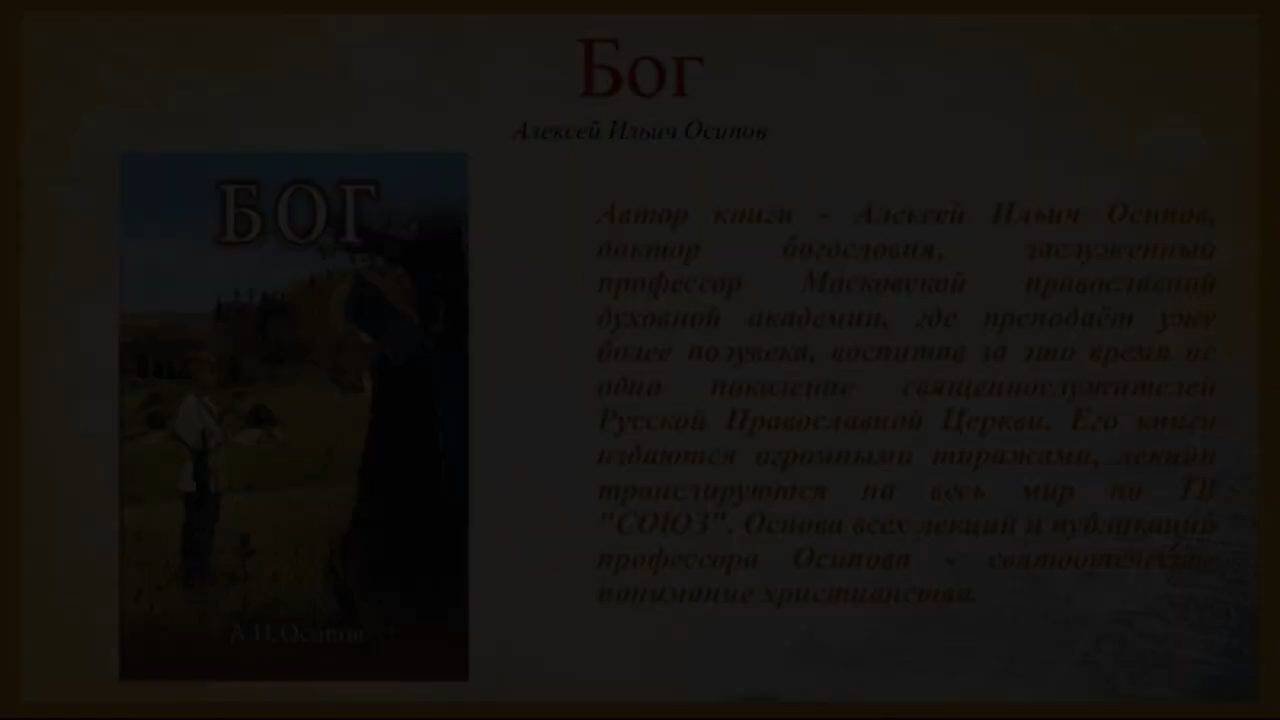 Бог
Алексей Ильич Осипов
БОГ
А.И.Осипов
Автор книги - Алексей Ильич Осипов,
доктор богословия, заслуженный
профессор Московской православной
духовной академии, где преподаёт уже
более полувека, воспитав за это время не
одно поколение священнослужителей
Русской Православной Церкви. Его книги
издаются огромными тиражами, лекции
транслируются на весь мир по ТВ
"СОЮЗ". Основа всех лекций и публикаций
профессора Осипова - святоотеческое
понимание христианства.